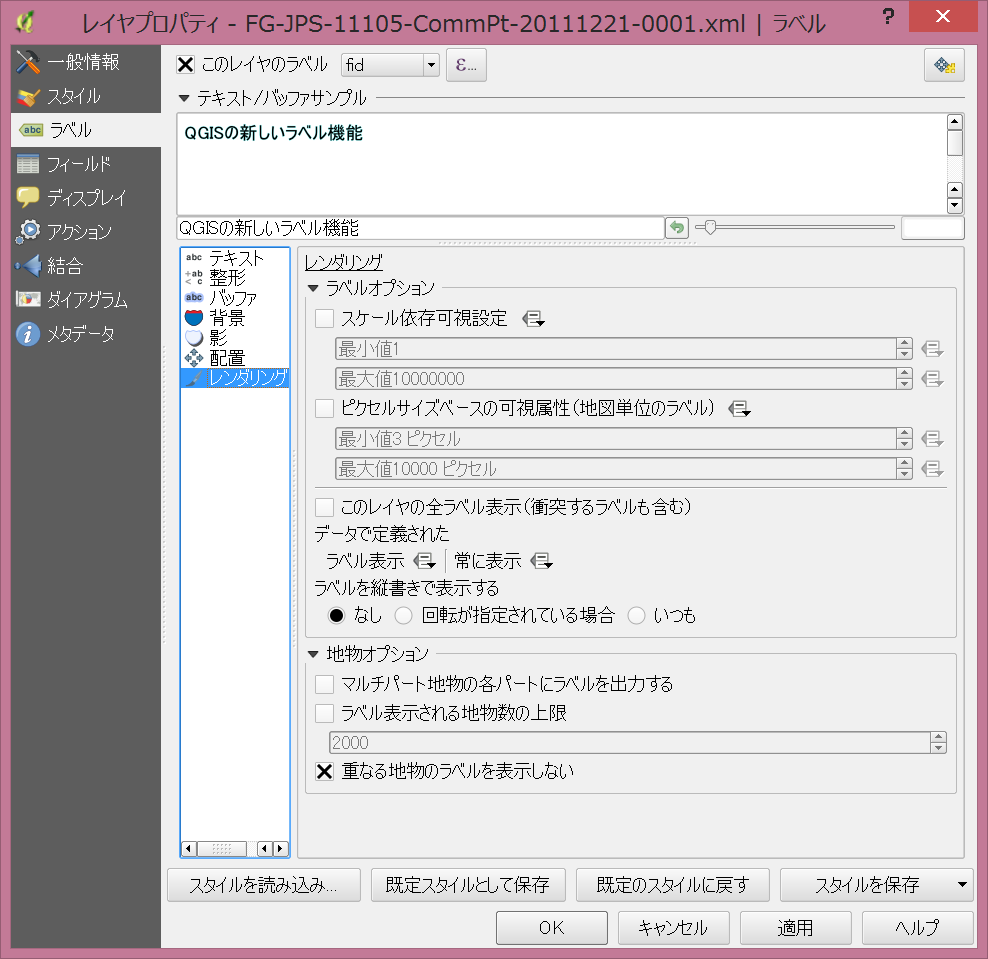 レイヤプロパティ - FG-JPS-11105-CommPt-20111221-0001.xml | ラベル
?
一般情報
スタイル
abc ラベル
フィールド
ディスプレイ
アクション
結合
ダイアグラム
メタデータ
このレイヤのラベル fid ε...
テキスト/バッファサンプル
QGISの新しいラベル機能
QGISの新しいラベル機能
abc テキスト
+ab < c 整形
abc バッファ
背景
影
配置
レンダリング
レンダリング
ラベルオプション
スケール依存可視設定
最小値1
最大値10000000
ピクセルサイズベースの可視属性(地図単位のラベル)
最小値3 ピクセル
最大値10000 ピクセル
このレイヤの全ラベル表示(衝突するラベルも含む)
データで定義された
ラベル表示 常に表示
ラベルを縦書きで表示する
なし 回転が指定されている場合 いつも
地物オプション
マルチパート地物の各パートにラベルを出力する
ラベル表示される地物数の上限
2000
重なる地物のラベルを表示しない
スタイルを読み込み... 既定スタイルとして保存 既定のスタイルに戻す スタイルを保存
OK キャンセル 適用 ヘルプ